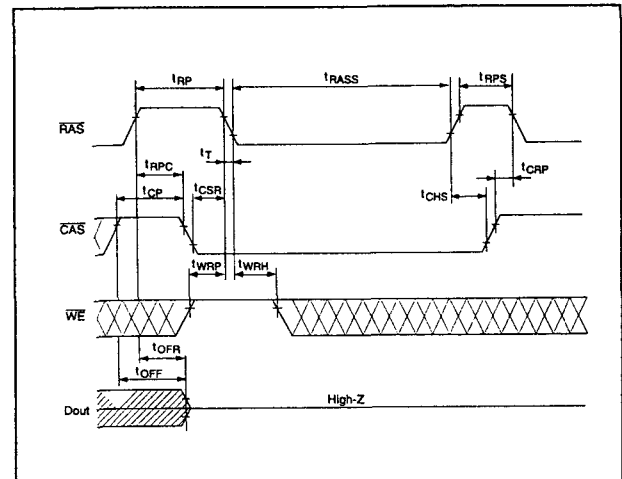 tRP
tRASS
tRPS
RAS
tT
tRPC
tCRP
tCP
tCSR
tCHS
CAS
tWRP
tWRH
WE
tOFR
tOFF
High-Z
Dout